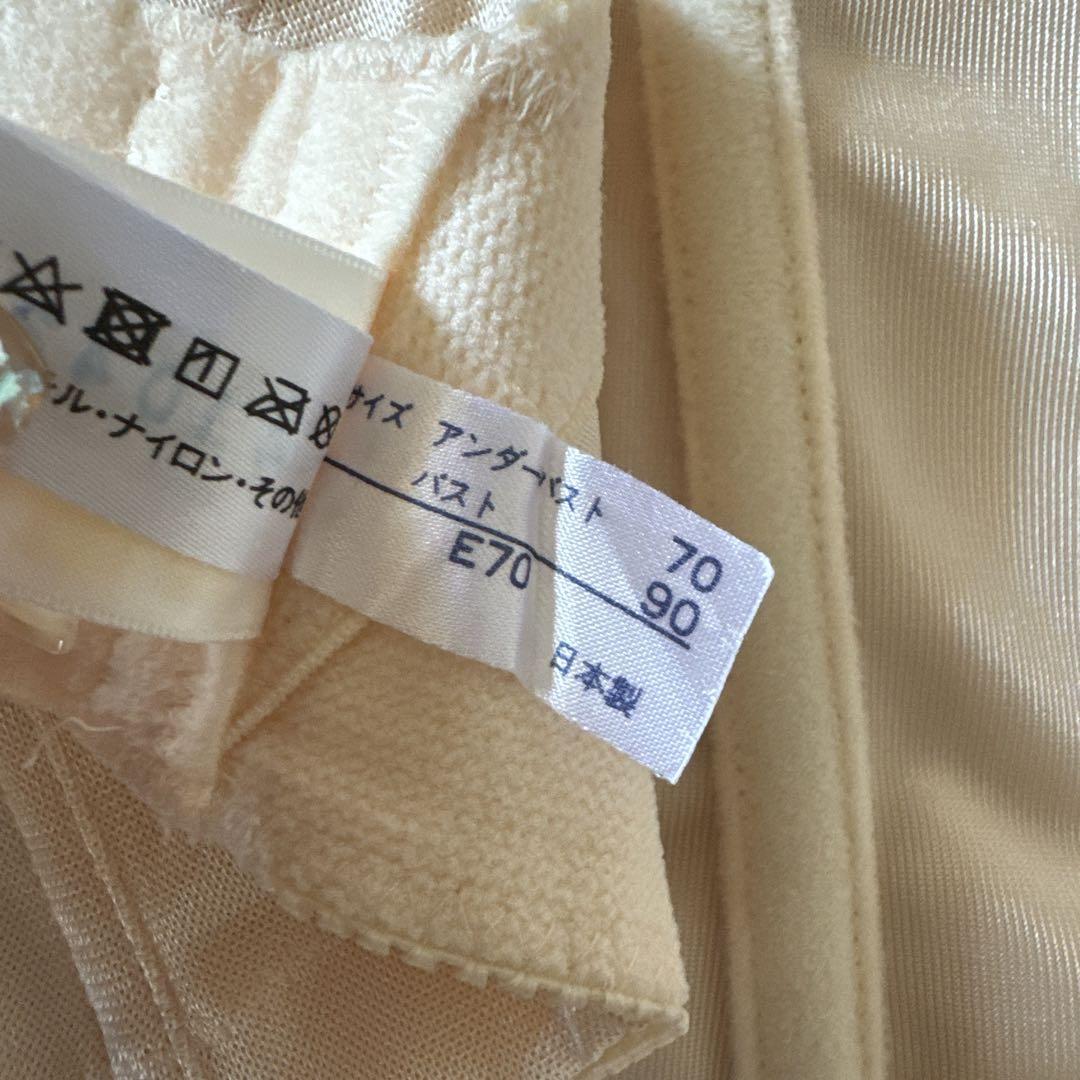 ール・ナイロン・その他
サイズ アンダーバスト 70
バスト 90
E70
日本製